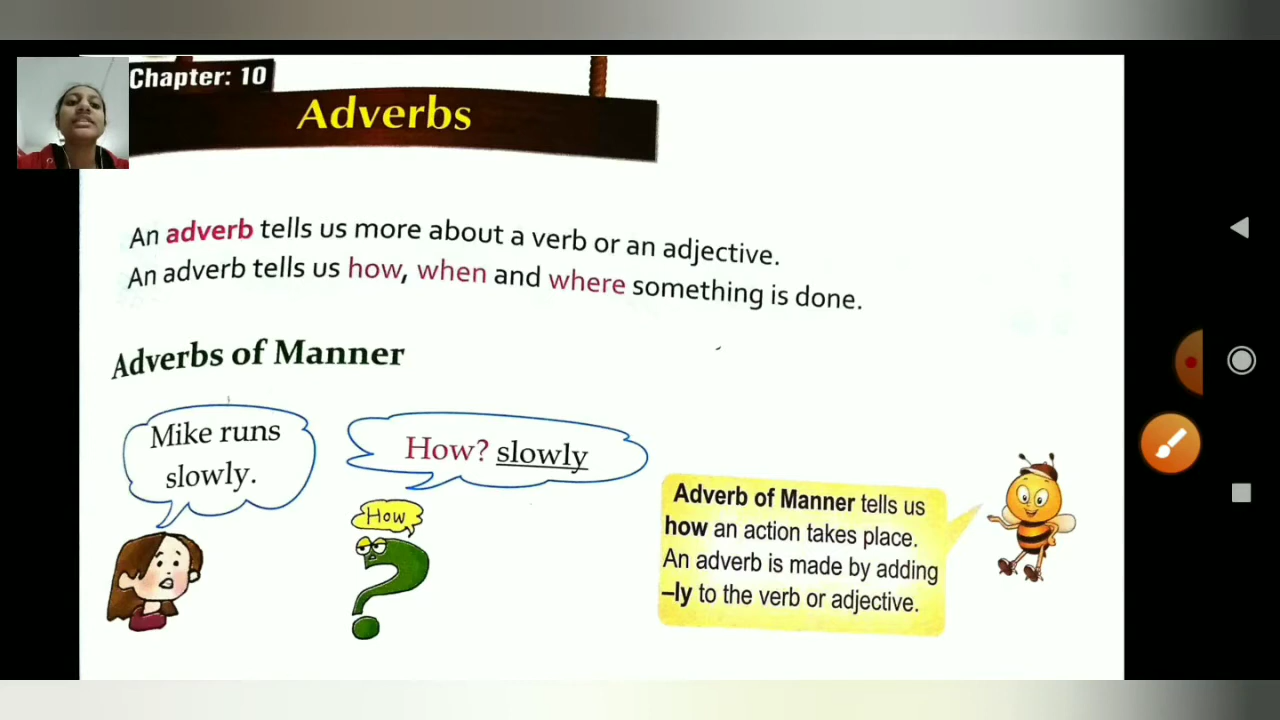 Chapter: 10
Adverbs
An adverb tells us more about a verb or an adjective.
An adverb tells us how, when and where something is done.
Adverbs of Manner
Mike runs
slowly.
How? slowly
How
Adverb of Manner tells us
how an action takes place.
An adverb is made by adding
–ly to the verb or adjective.